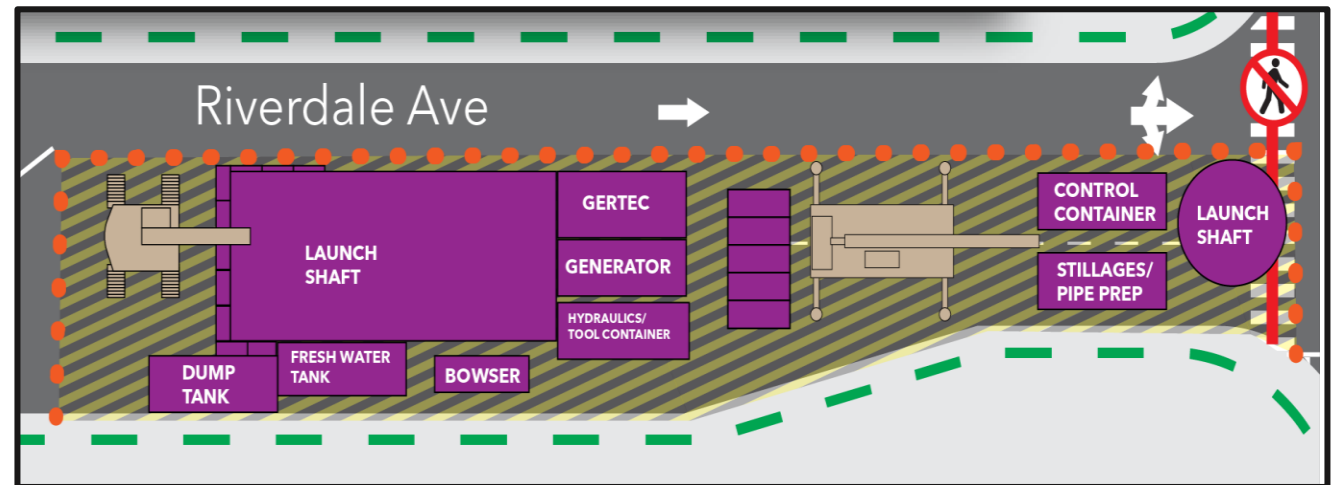 Riverdale Ave
LAUNCH
SHAFT
GERTEC
GENERATOR
HYDRAULICS/
TOOL CONTAINER
DUMP
TANK
FRESH WATER
TANK
BOWSER
CONTROL
CONTAINER
STILLAGES/
PIPE PREP
LAUNCH
SHAFT